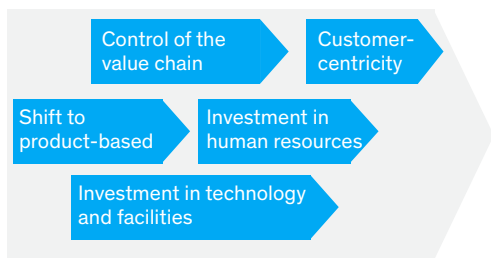 Control of the
value chain
Customer-
centricity
Shift to
product-based
Investment in
human resources
Investment in technology
and facilities